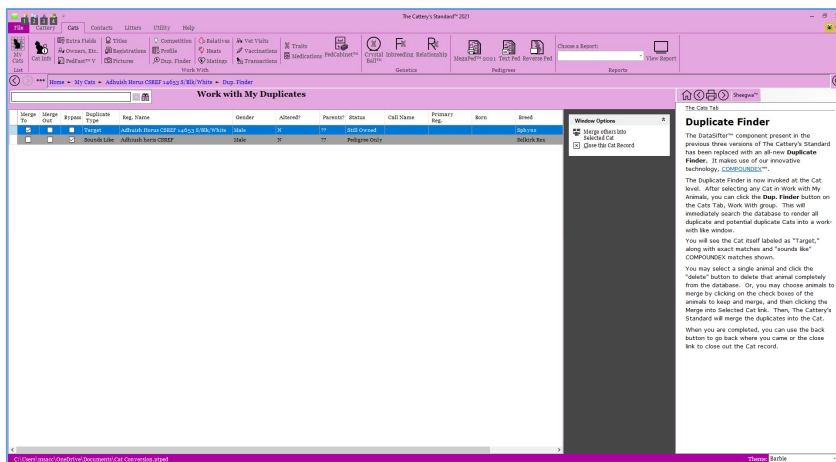 The Cattery's Standard™ 2021
1 2 3 4
File Cattery Cats Contacts Litters Utility Help
My Cats
Cat Info
Extra Fields
Owners, Etc.
PedFast™ V
Titles
Registrations
Pictures
Competition
Profile
Dup. Finder
Relatives
Heats
Matings
Vet Visits
Vaccinations
Transactions
Traits
Medications
PedCabinet™
Crystal Ball™
Inbreeding
Relationship
MegaPed™ 2021
Test Ped
Reverse Ped
Choose a Report:
View Report
List
Work With
Genetics
Pedigrees
Reports
Home My Cats Adhuish Horus CSREF 14653 S/Blk/White Dup. Finder
Work with My Duplicates
Merge To Merge Out Bypass Duplicate Type Reg. Name Gender Altered? Parents? Status Call Name Primary Reg. Born Breed
Target Adhuish Horus CSREF 14653 S/Blk/White Male N ?? Still Owned Sphynx
Sounds Like Adhuish horis CSREF Male N ?? Pedigree Only Selkirk Rex
Window Options
Merge others Into Selected Cat
Close this Cat Record
Sheegwa™
The Cats Tab
Duplicate Finder
The DataSifter™ component present in the
previous three versions of The Cattery's Standard
has been replaced with an all-new Duplicate
Finder. It makes use of our innovative
technology, COMPOUNDEX™.
The Duplicate Finder is now invoked at the Cat
level. After selecting any Cat in Work with My
Animals, you can click the Dup. Finder button on
the Cats Tab, Work With group. This will
immediately search the database to render all
duplicate and potential duplicate Cats into a work-
with like window.
You will see the Cat itself labeled as "Target,"
along with exact matches and "sounds like"
COMPOUNDEX matches shown.
You may select a single animal and click the
"delete" button to delete that animal completely
from the database. Or, you may choose animals to
merge by clicking on the check boxes of the
animals to keep and merge, and then clicking the
Merge into Selected Cat link. Then, The Cattery's
Standard will merge the duplicates into the Cat.
When you are completed, you can use the back
button to go back where you came or the close
link to close out the Cat record.
Theme: Barbie